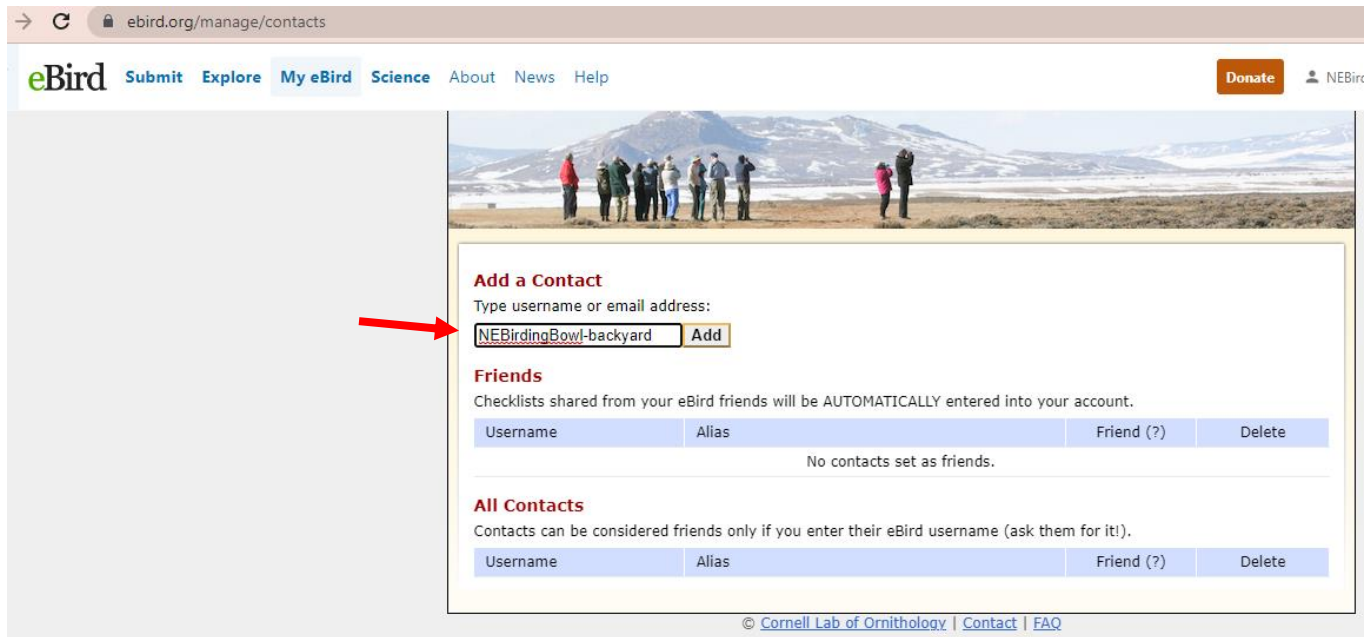 ebird.org/manage/contacts
eBird Submit Explore My eBird Science About News Help Donate NEBird
Add a Contact
Type username or email address:
NEBirdingBowl-backyard Add
Friends
Checklists shared from your eBird friends will be AUTOMATICALLY entered into your account.
Username Alias Friend (?) Delete
No contacts set as friends.
All Contacts
Contacts can be considered friends only if you enter their eBird username (ask them for it!).
Username Alias Friend (?) Delete
© Cornell Lab of Ornithology | Contact | FAQ